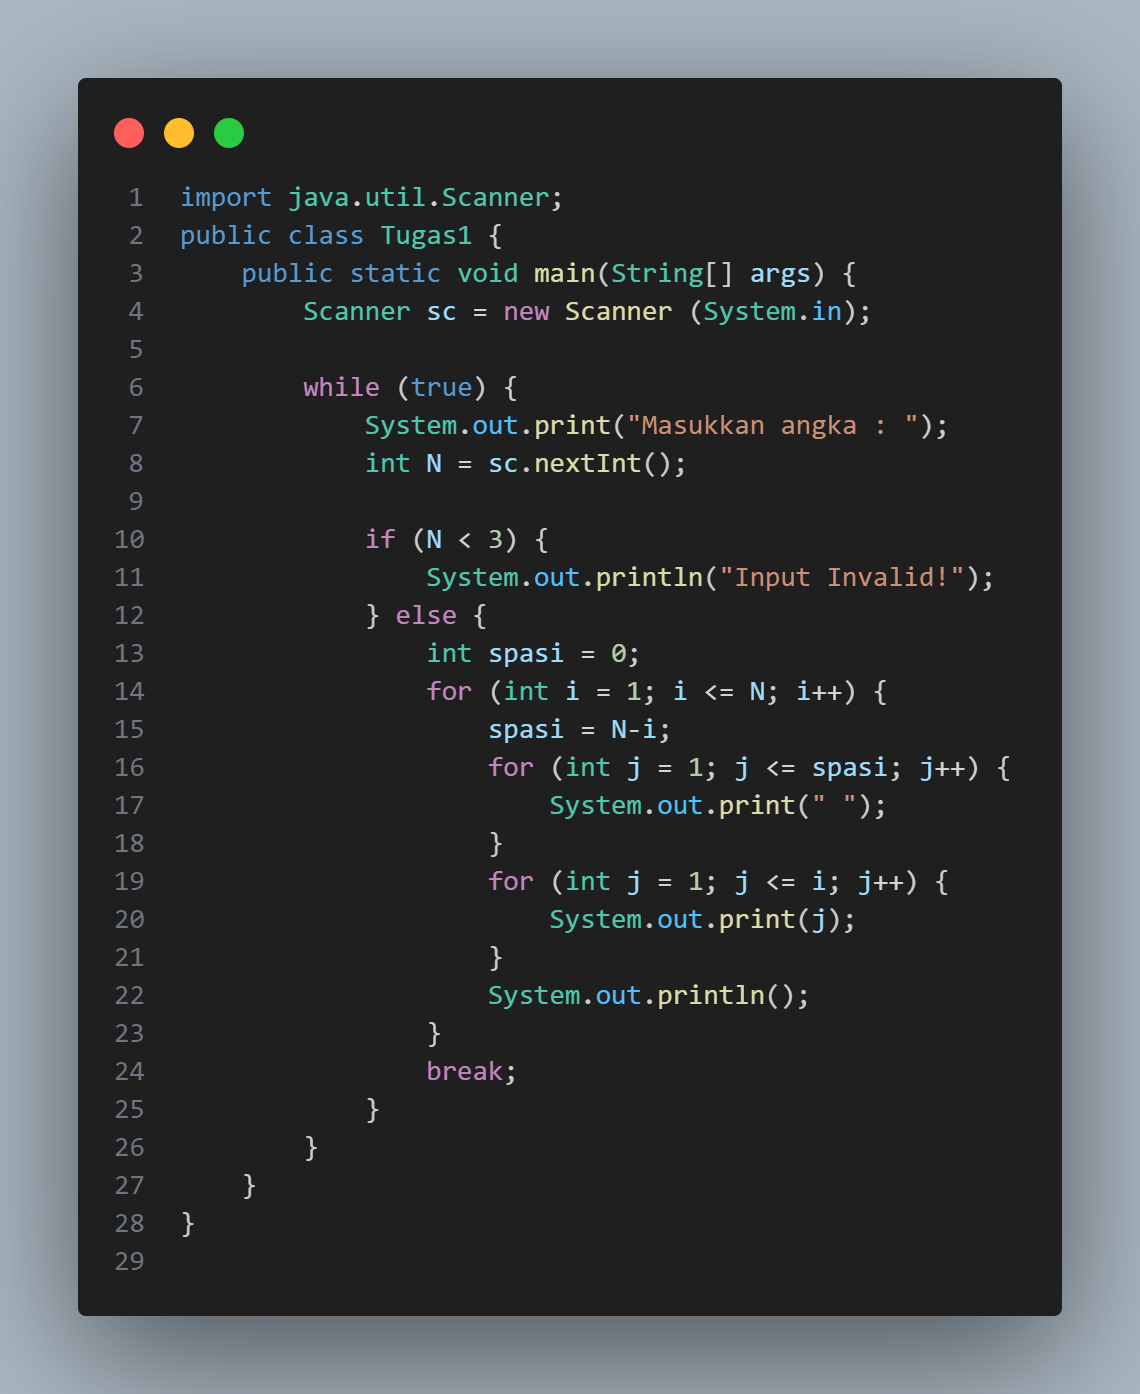 1 import java.util.Scanner;
2 public class Tugas1 {
3     public static void main(String[] args) {
4         Scanner sc = new Scanner (System.in);
5
6         while (true) {
7             System.out.print("Masukkan angka : ");
8             int N = sc.nextInt();
9
10             if (N < 3) {
11                 System.out.println("Input Invalid!");
12             } else {
13                 int spasi = 0;
14                 for (int i = 1; i <= N; i++) {
15                     spasi = N-i;
16                     for (int j = 1; j <= spasi; j++) {
17                         System.out.print(" ");
18                     }
19                     for (int j = 1; j <= i; j++) {
20                         System.out.print(j);
21                     }
22                     System.out.println();
23                 }
24                 break;
25             }
26         }
27     }
28 }
29